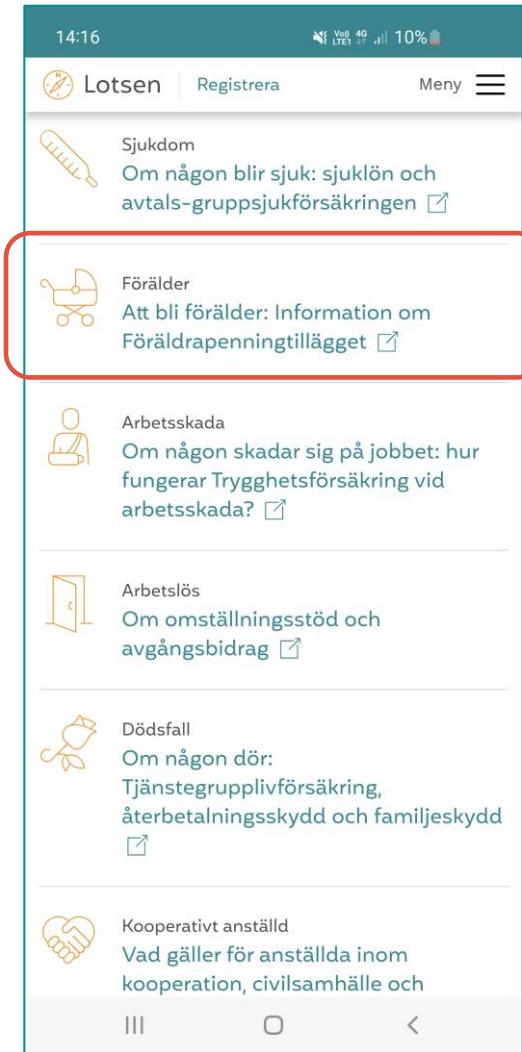 14:16
Vo)) 4G 10%
LTE1
Lotsen Registrera Meny
Sjukdom
Om någon blir sjuk: sjuklön och
avtals-gruppsjukförsäkringen
Förälder
Att bli förälder: Information om
Föräldrapenningtillägget
Arbetsskada
Om någon skadar sig på jobbet: hur
fungerar Trygghetsförsäkring vid
arbetsskada?
Arbetslös
Om omställningsstöd och
avgångsbidrag
Dödsfall
Om någon dör:
Tjänstegrupplivförsäkring,
återbetalningsskydd och familjeskydd
Kooperativt anställd
Vad gäller för anställda inom
kooperation, civilsamhälle och